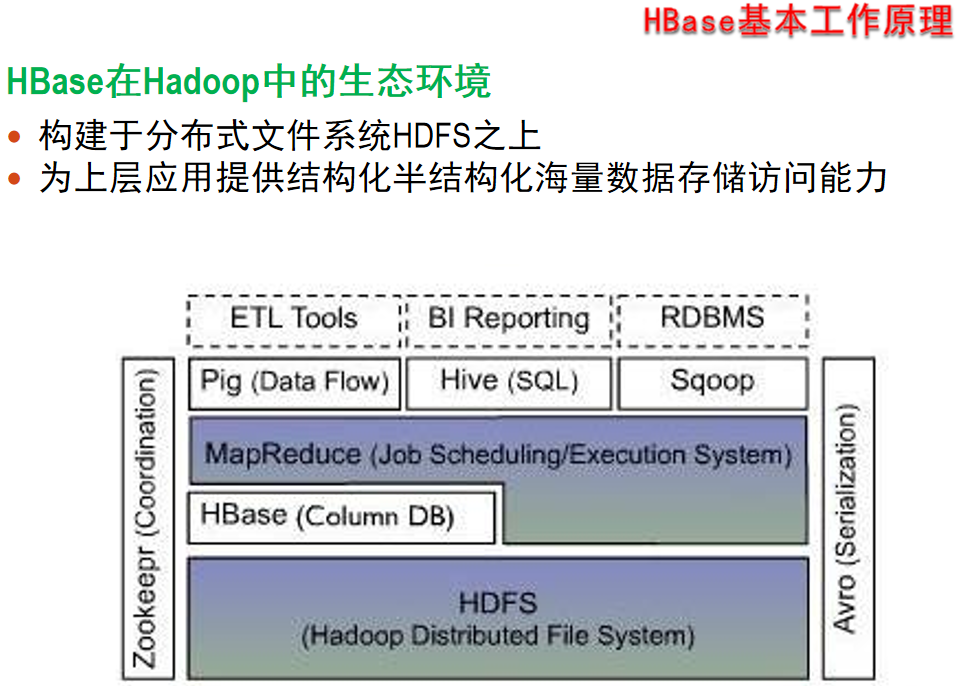 HBase基本工作原理
HBase在Hadoop中的生态环境
• 构建于分布式文件系统HDFS之上
• 为上层应用提供结构化半结构化海量数据存储访问能力
ETL Tools
BI Reporting
RDBMS
Zookeepr (Coordination)
Pig (Data Flow)
Hive (SQL)
Sqoop
Avro (Serialization)
MapReduce (Job Scheduling/Execution System)
HBase (Column DB)
HDFS
(Hadoop Distributed File System)